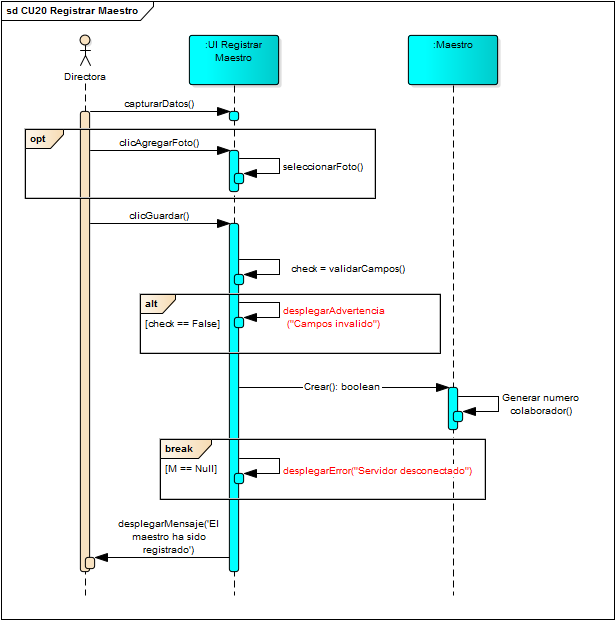 sd CU20 Registrar Maestro
Directora
:UI Registrar
Maestro
:Maestro
capturarDatos()
opt
clicAgregarFoto()
seleccionarFoto()
clicGuardar()
check = validarCampos()
alt
[check == False]
desplegarAdvertencia
("Campos invalido")
Crear(): boolean
Generar numero
colaborador()
break
[M == Null]
desplegarError("Servidor desconectado")
desplegarMensaje('El
maestro ha sido
registrado')